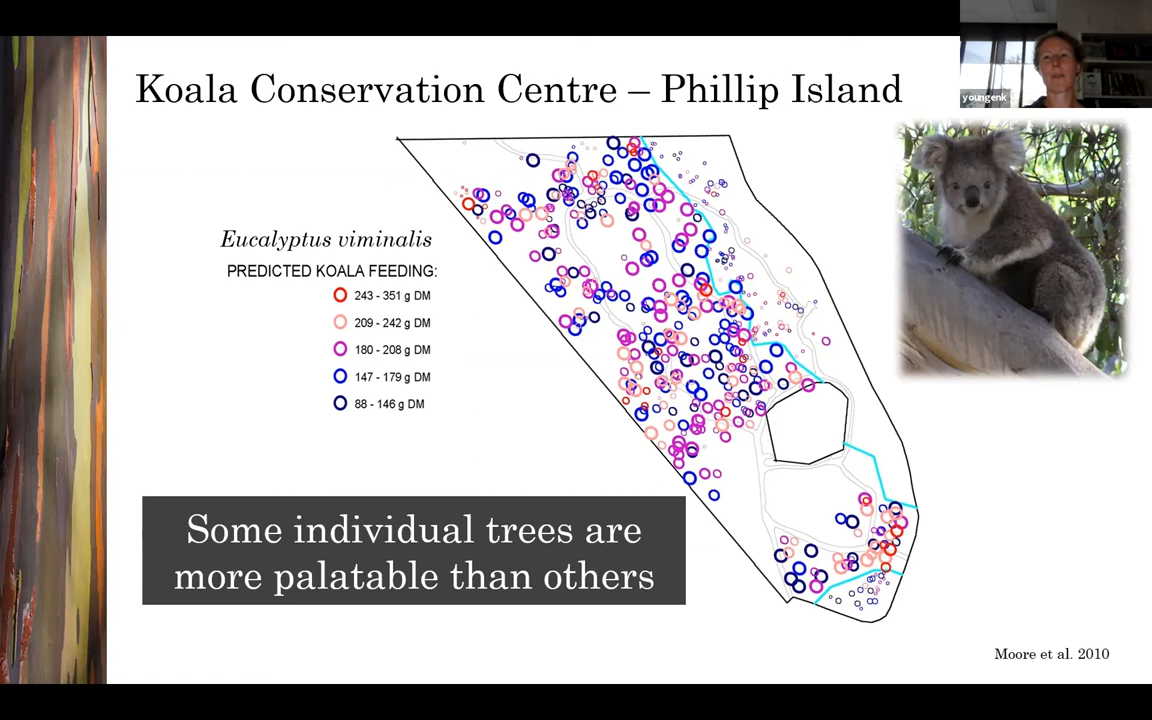 Koala Conservation Centre – Phillip Island
youngenk
Eucalyptus viminalis
PREDICTED KOALA FEEDING:
243 - 351 g DM
209 - 242 g DM
180 - 208 g DM
147 - 179 g DM
88 - 146 g DM
Some individual trees are
more palatable than others
Moore et al. 2010